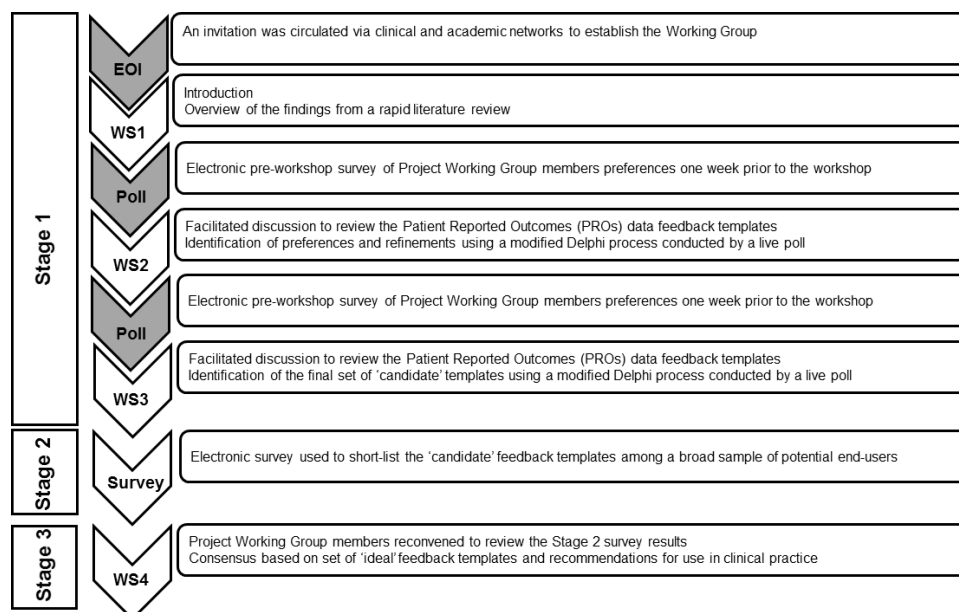 Stage 1
EOI
An invitation was circulated via clinical and academic networks to establish the Working Group
WS1
Introduction
Overview of the findings from a rapid literature review
Poll
Electronic pre-workshop survey of Project Working Group members preferences one week prior to the workshop
WS2
Facilitated discussion to review the Patient Reported Outcomes (PROs) data feedback templates
Identification of preferences and refinements using a modified Delphi process conducted by a live poll
Poll
Electronic pre-workshop survey of Project Working Group members preferences one week prior to the workshop
WS3
Facilitated discussion to review the Patient Reported Outcomes (PROs) data feedback templates
Identification of the final set of ‘candidate’ templates using a modified Delphi process conducted by a live poll
Stage 2
Survey
Electronic survey used to short-list the ‘candidate’ feedback templates among a broad sample of potential end-users
Stage 3
WS4
Project Working Group members reconvened to review the Stage 2 survey results
Consensus based on set of ‘ideal’ feedback templates and recommendations for use in clinical practice